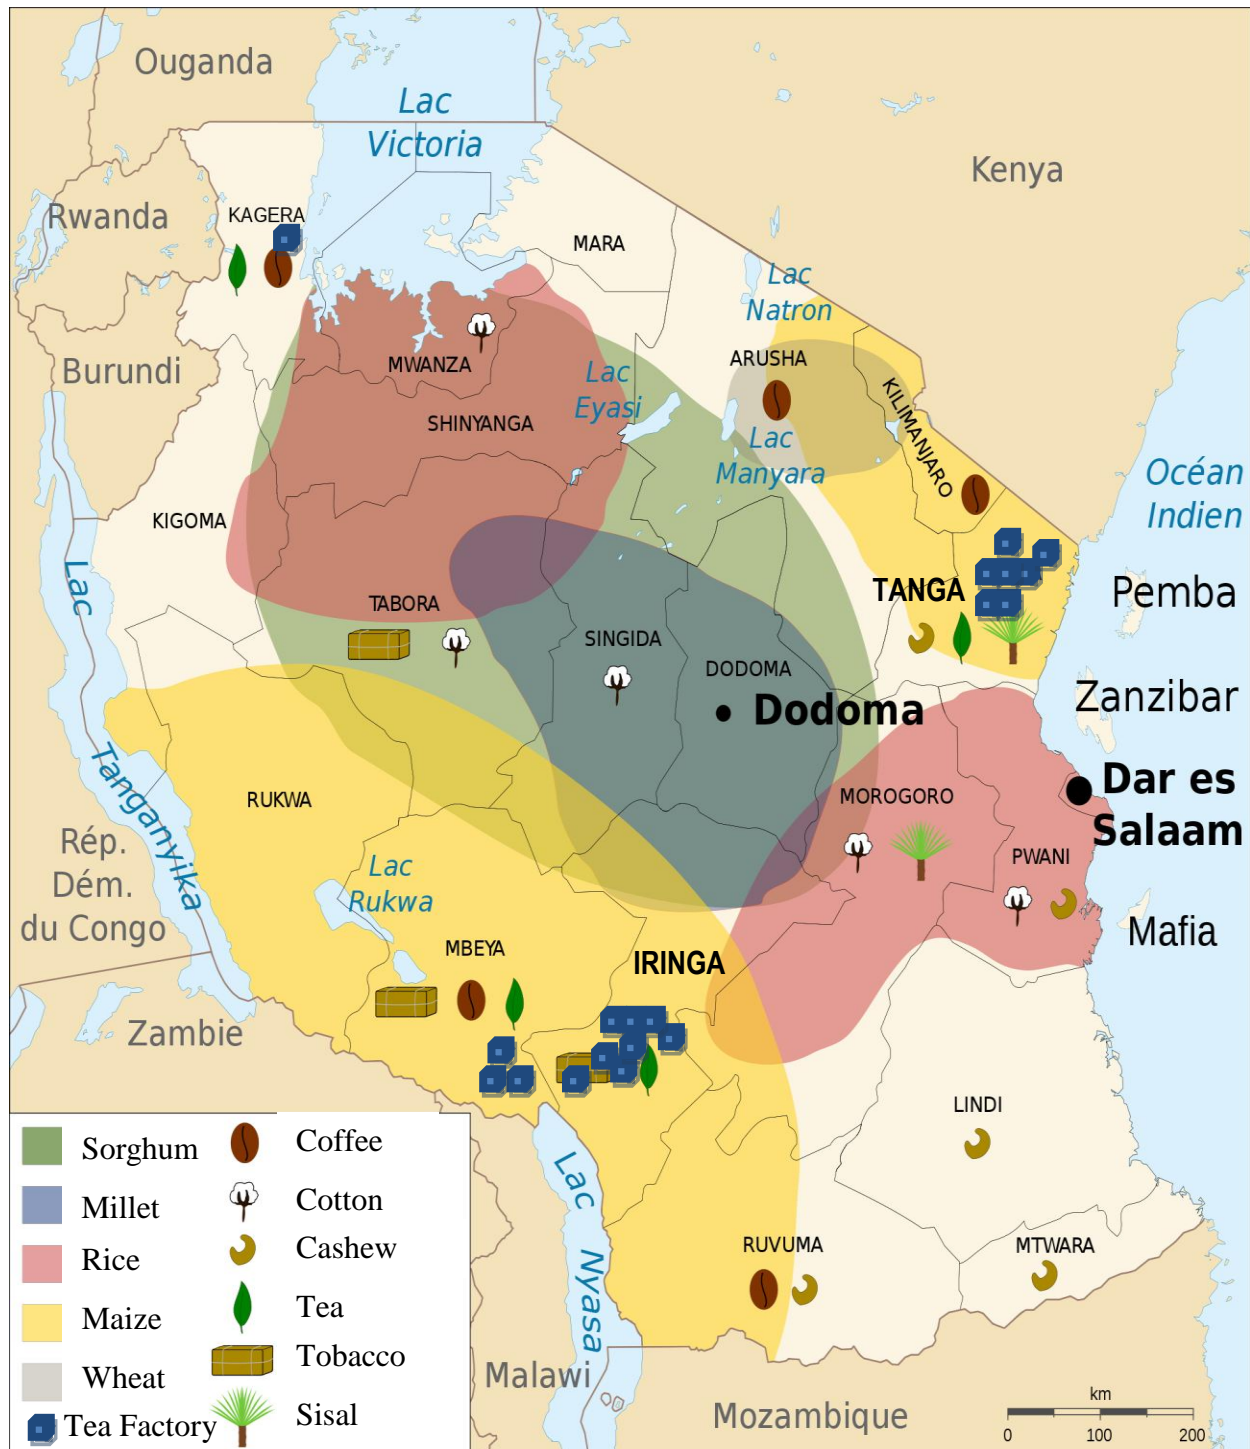 Ouganda
Lac
Victoria
Kenya
Rwanda
KAGERA
MARA
Lac
Natron
Burundi
MWANZA
ARUSHA
Lac
Eyasi
KILIMANJARO
SHINYANGA
Lac
Manyara
Océan
Indien
KIGOMA
Lac
Tanganyika
TANGA
Pemba
TABORA
SINGIDA
DODOMA
Dodoma
Zanzibar
Dar es
Salaam
RUKWA
MOROGORO
PWANI
Rép.
Dém.
du Congo
Lac
Rukwa
MBEYA
IRINGA
Mafia
Zambie
LINDI
Lac
Nyasa
RUVUMA
MTWARA
Malawi
Mozambique
Sorghum
Millet
Rice
Maize
Wheat
Tea Factory
Coffee
Cotton
Cashew
Tea
Tobacco
Sisal
km
0 100 200